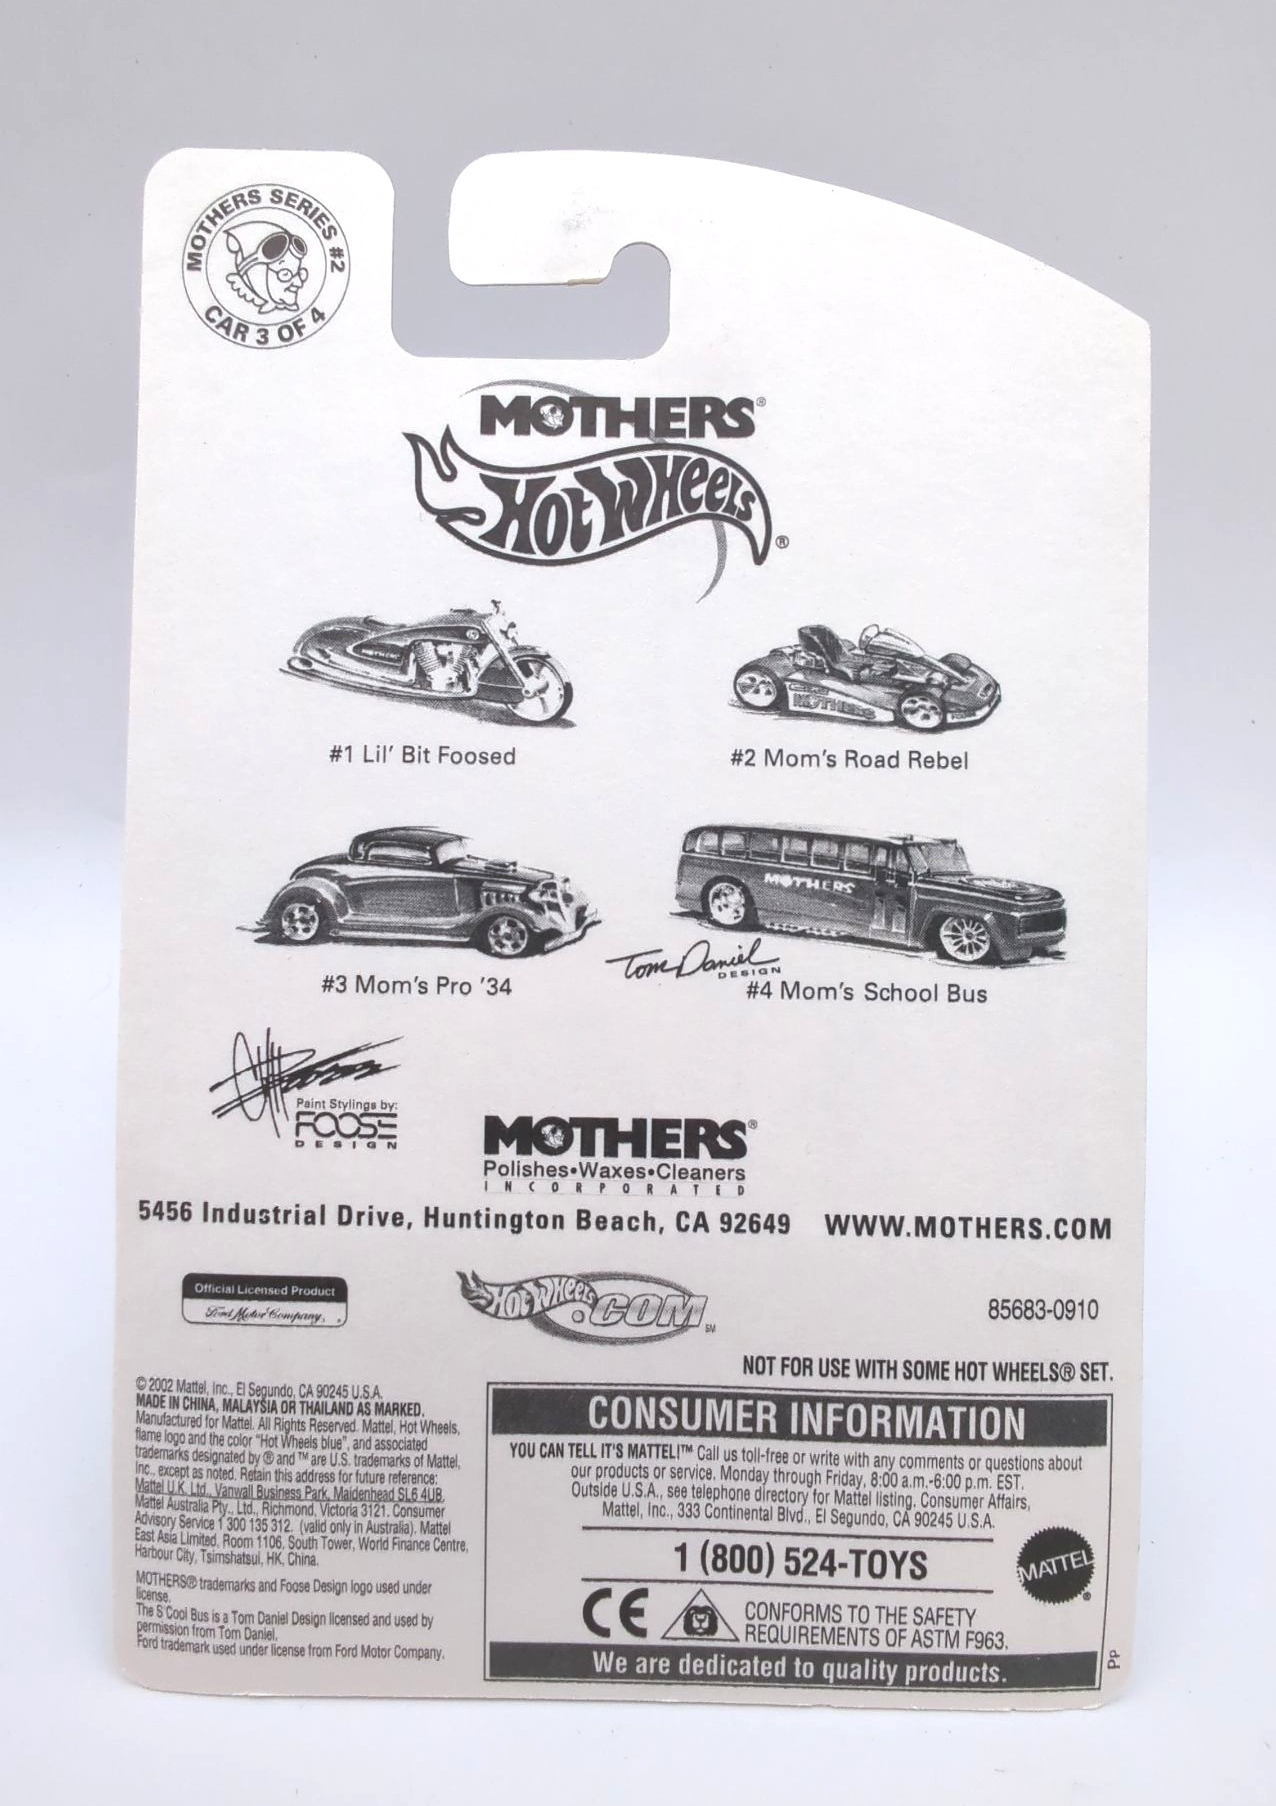 MOTHERS SERIES #2
CAR 3 OF 4
MOTHERS®
Hot Wheels®
MOTHERS
#1 Lil' Bit Foosed
#2 Mom's Road Rebel
MOTHERS
#3 Mom's Pro '34
Tom Daniel
DESIGN
#4 Mom's School Bus
Paint Stylings by:
FOOSE
DESIGN
MOTHERS®
Polishes•Waxes•Cleaners
INCORPORATED
5456 Industrial Drive, Huntington Beach, CA 92649 WWW.MOTHERS.COM
Official Licensed Product
Ford Motor Company.
Hot Wheels.COM℠
85683-0910
NOT FOR USE WITH SOME HOT WHEELS® SET.
© 2002 Mattel, Inc., El Segundo, CA 90245 U.S.A.
MADE IN CHINA, MALAYSIA OR THAILAND AS MARKED.
Manufactured for Mattel. All Rights Reserved. Mattel, Hot Wheels,
flame logo and the color "Hot Wheels blue", and associated
trademarks designated by ® and ™ are U.S. trademarks of Mattel,
Inc., except as noted. Retain this address for future reference:
Mattel U.K. Ltd., Vanwall Business Park, Maidenhead SL6 4UB.
Mattel Australia Pty., Ltd., Richmond, Victoria 3121. Consumer
Advisory Service 1 300 135 312. (valid only in Australia). Mattel
East Asia Limited, Room 1106, South Tower, World Finance Centre,
Harbour City, Tsimshatsui, HK, China.
MOTHERS® trademarks and Foose Design logo used under
license.
The S'Cool Bus is a Tom Daniel Design licensed and used by
permission from Tom Daniel.
Ford trademark used under license from Ford Motor Company.
CONSUMER INFORMATION
YOU CAN TELL IT'S MATTEL!™ Call us toll-free or write with any comments or questions about
our products or service, Monday through Friday, 8:00 a.m.-6:00 p.m. EST.
Outside U.S.A., see telephone directory for Mattel listing. Consumer Affairs,
Mattel, Inc., 333 Continental Blvd., El Segundo, CA 90245 U.S.A.
1 (800) 524-TOYS
MATTEL®
CE
CONFORMS TO THE SAFETY
REQUIREMENTS OF ASTM F963.
We are dedicated to quality products.
PP